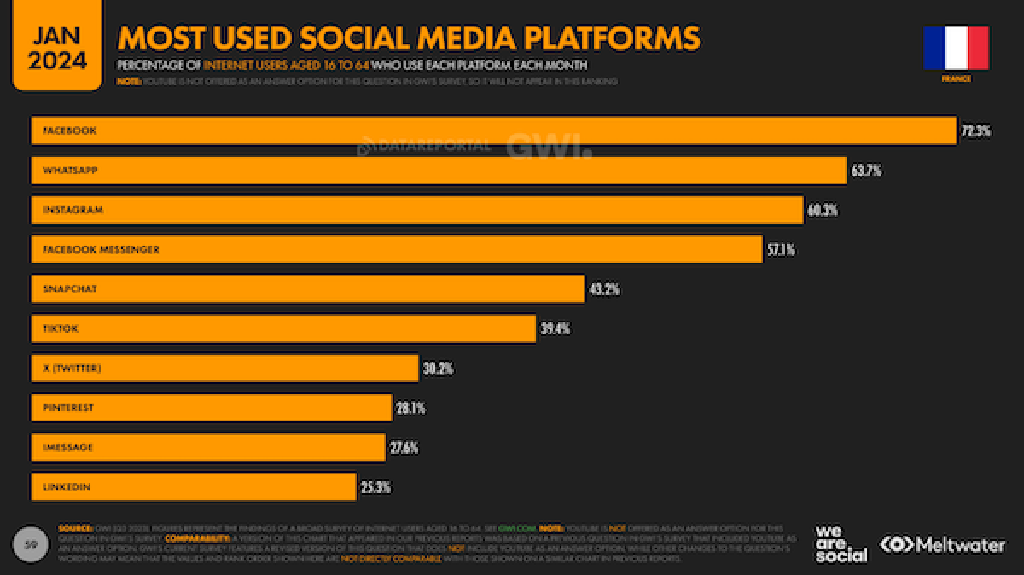 JAN
2024
MOST USED SOCIAL MEDIA PLATFORMS
PERCENTAGE OF INTERNET USERS AGED 16 TO 64 WHO USE EACH PLATFORM EACH MONTH
NOTE: YOUTUBE IS NOT OFFERED AS AN ANSWER OPTION FOR THIS QUESTION IN GWI'S SURVEY, SO IT WILL NOT APPEAR IN THIS RANKING
FRANCE
FACEBOOK 72.3%
DATAREPORTAL GWI.
WHATSAPP 63.7%
INSTAGRAM 60.3%
FACEBOOK MESSENGER 57.1%
SNAPCHAT 43.2%
TIKTOK 39.4%
X (TWITTER) 30.2%
PINTEREST 28.1%
IMESSAGE 27.6%
LINKEDIN 25.3%
59
SOURCE: GWI (Q3 2023). FIGURES REPRESENT THE FINDINGS OF A BROAD SURVEY OF INTERNET USERS AGED 16 TO 64. SEE GWI.COM. NOTE: YOUTUBE IS NOT OFFERED AS AN ANSWER OPTION FOR THIS
QUESTION IN GWI'S SURVEY. COMPARABILITY: A VERSION OF THIS CHART THAT APPEARED IN OUR PREVIOUS REPORTS WAS BASED ON A PREVIOUS QUESTION IN GWI'S SURVEY THAT INCLUDED YOUTUBE AS
AN ANSWER OPTION. GWI'S CURRENT SURVEY FEATURES A REVISED VERSION OF THIS QUESTION THAT DOES NOT INCLUDE YOUTUBE AS AN ANSWER OPTION, WHILE OTHER CHANGES TO THE QUESTION'S
WORDING MAY MEAN THAT THE VALUES AND RANK ORDER SHOWN HERE ARE NOT DIRECTLY COMPARABLE WITH THOSE SHOWN ON A SIMILAR CHART IN PREVIOUS REPORTS.
we
are.
social
Meltwater